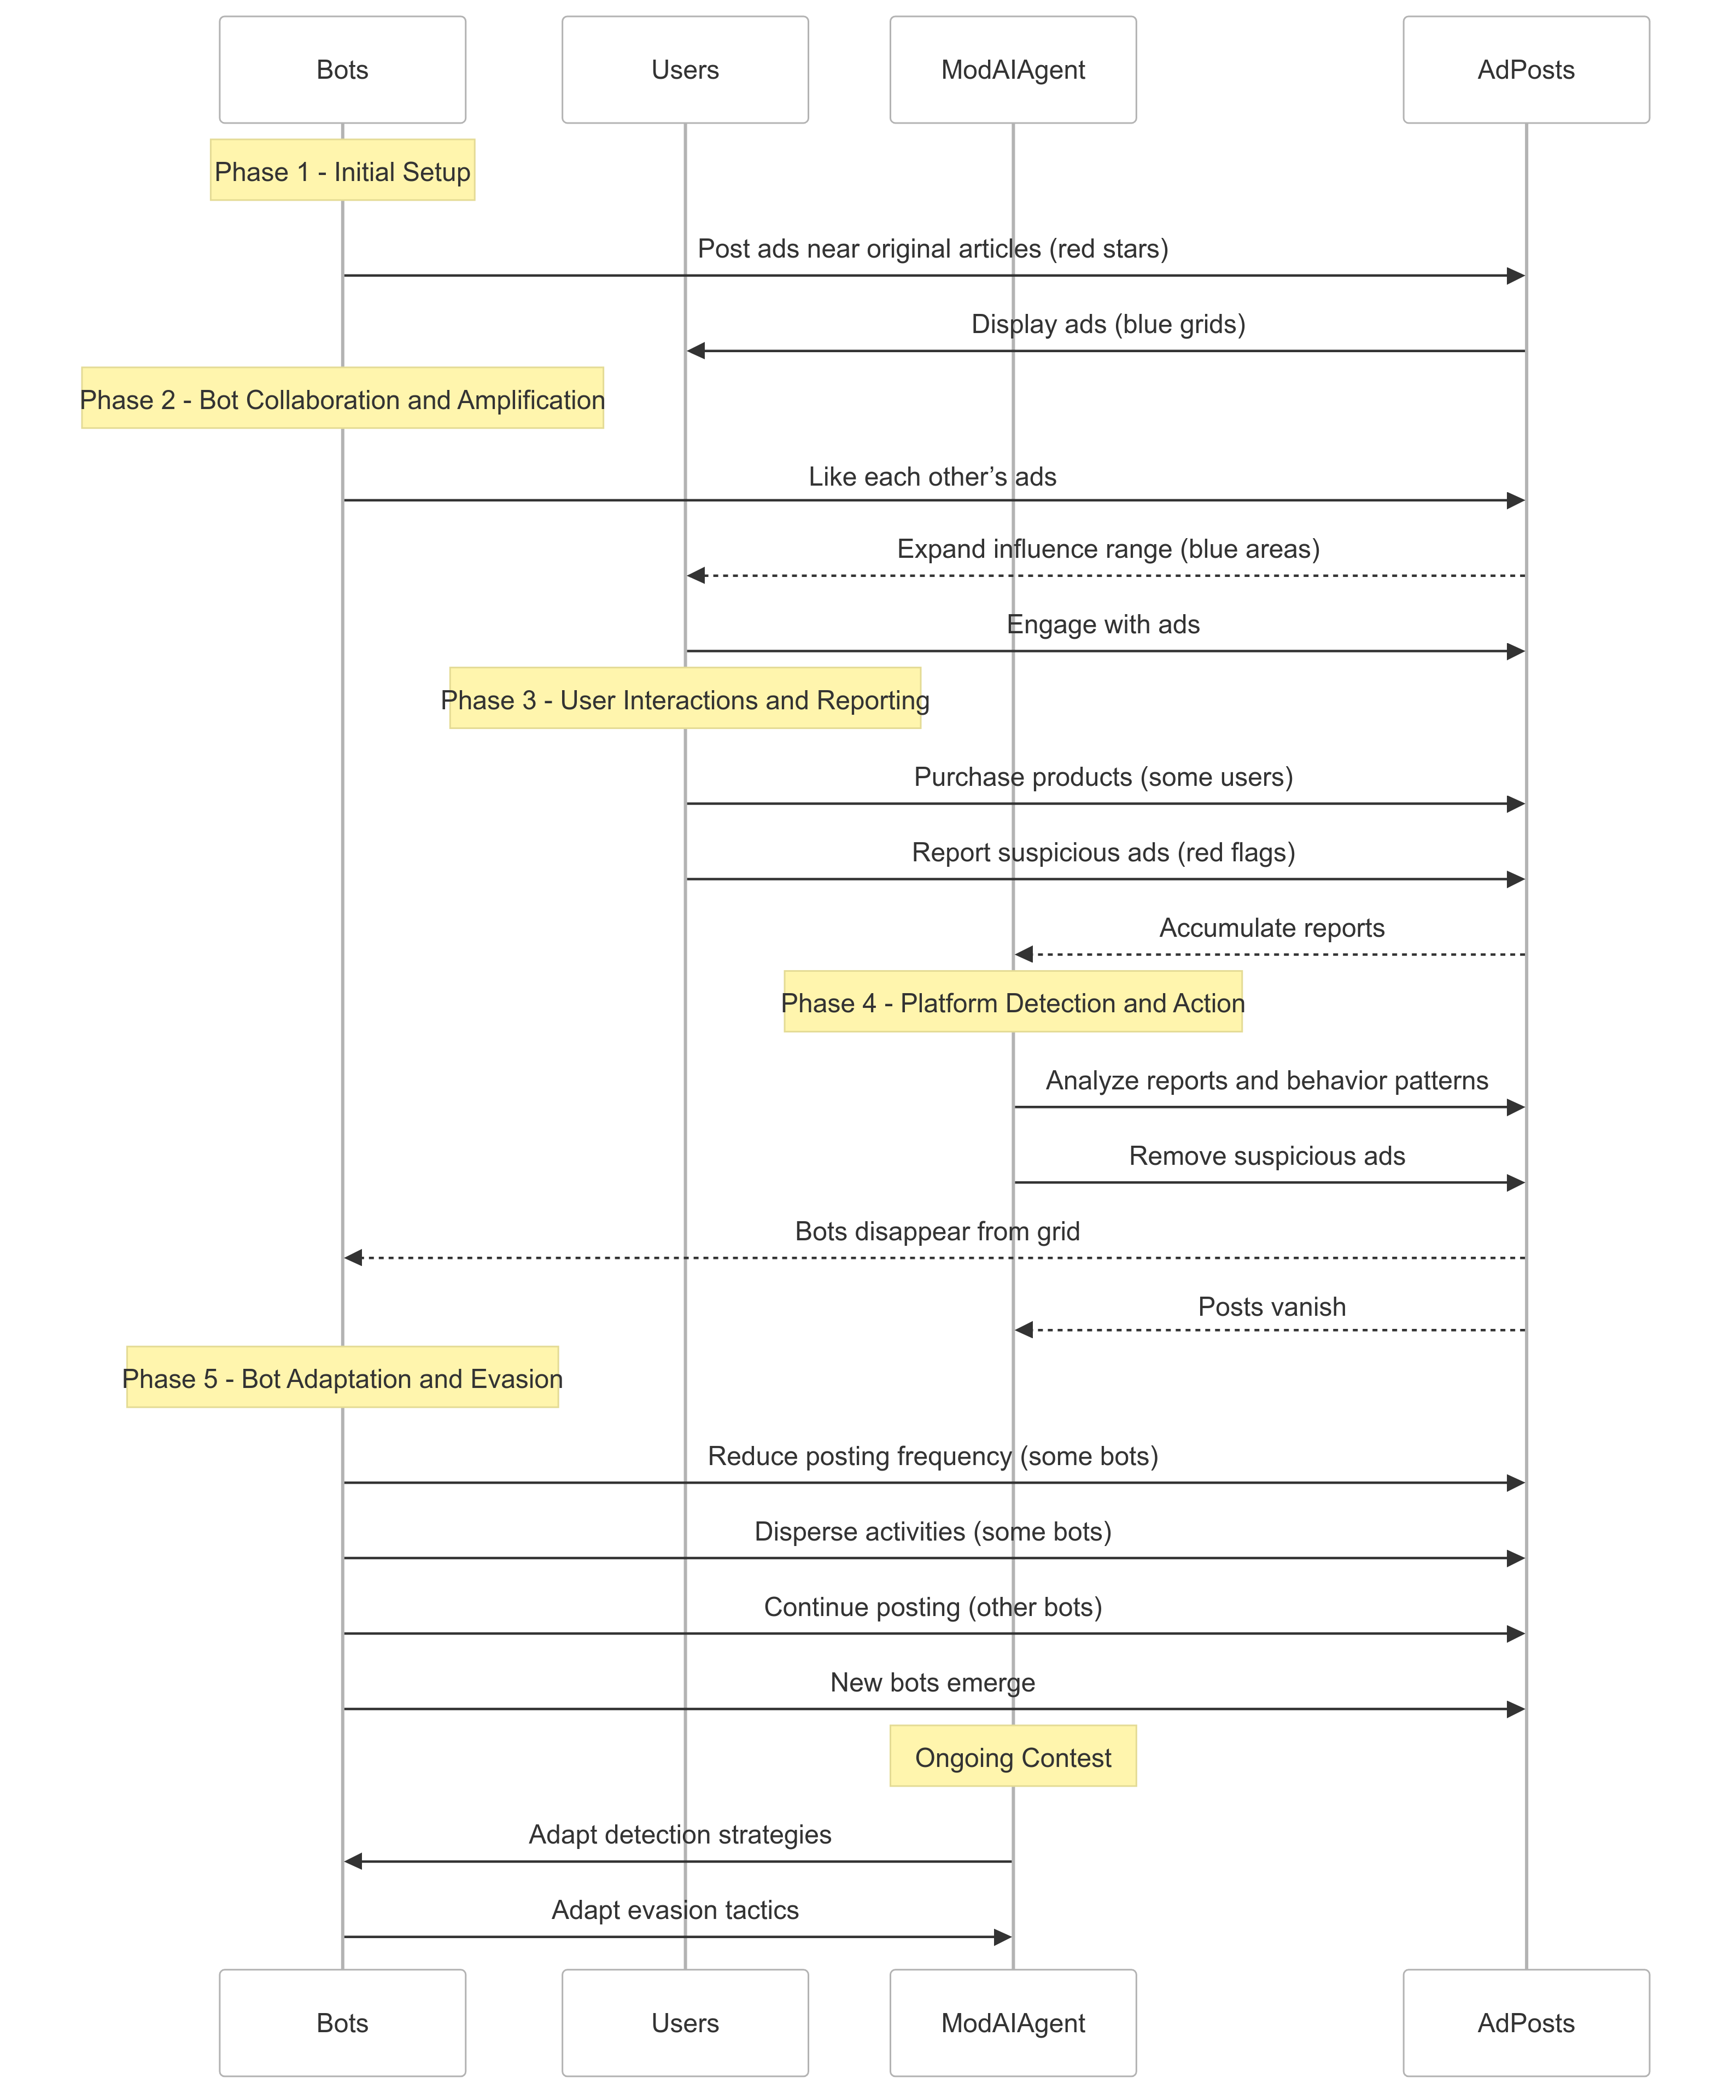 Bots
Users
ModAIAgent
AdPosts
Phase 1 - Initial Setup
Post ads near original articles (red stars)
Display ads (blue grids)
Phase 2 - Bot Collaboration and Amplification
Like each other’s ads
Expand influence range (blue areas)
Engage with ads
Phase 3 - User Interactions and Reporting
Purchase products (some users)
Report suspicious ads (red flags)
Accumulate reports
Phase 4 - Platform Detection and Action
Analyze reports and behavior patterns
Remove suspicious ads
Bots disappear from grid
Posts vanish
Phase 5 - Bot Adaptation and Evasion
Reduce posting frequency (some bots)
Disperse activities (some bots)
Continue posting (other bots)
New bots emerge
Ongoing Contest
Adapt detection strategies
Adapt evasion tactics
Bots
Users
ModAIAgent
AdPosts